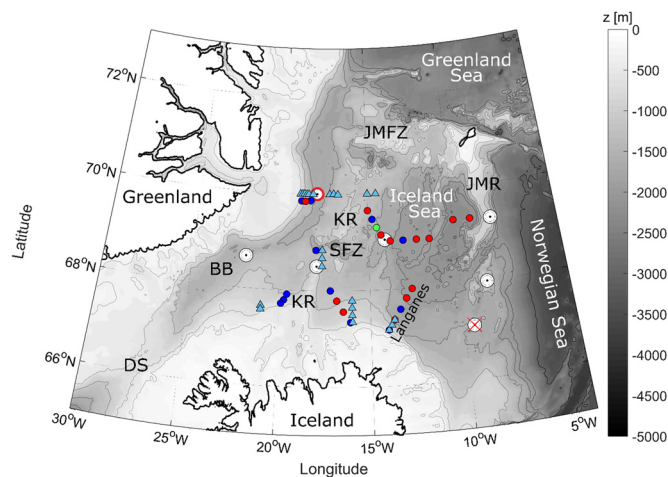 z [m]
0
-500
-1000
-1500
-2000
-2500
-3000
-3500
-4000
-4500
-5000
72°N
70°N
68°N
66°N
Latitude
Greenland
Sea
JMFZ
JMR
Greenland
Iceland
Sea
KR
SFZ
BB
KR
Langanes
Norwegian Sea
DS
Iceland
30°W
25°W
20°W
15°W
10°W
5°W
Longitude